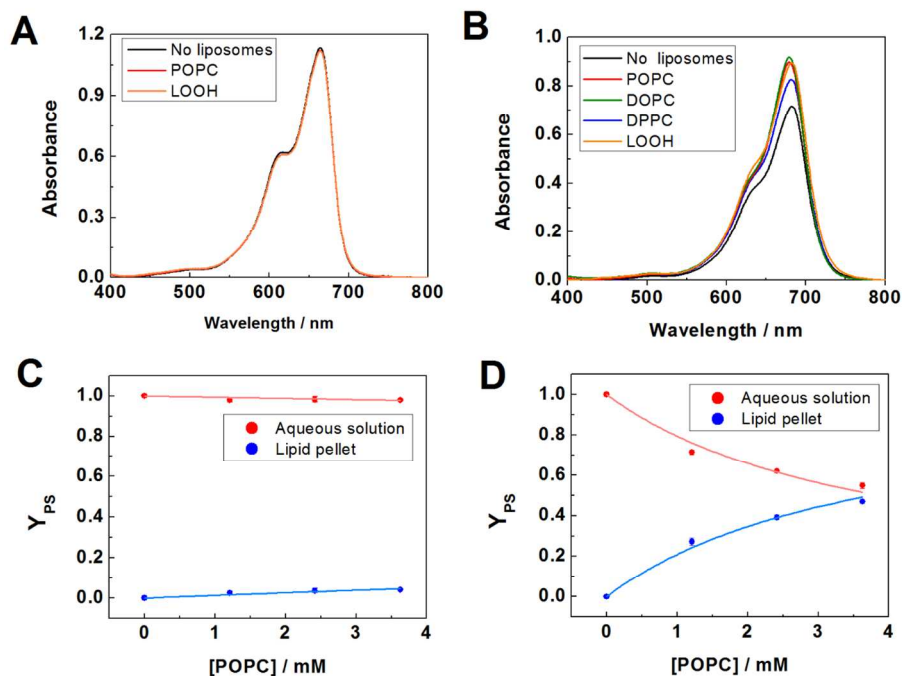 A
Absorbance
1.2
0.9
0.6
0.3
0.0
No liposomes
POPC
LOOH
400 500 600 700 800
Wavelength / nm
B
Absorbance
1.0
0.8
0.6
0.4
0.2
0.0
No liposomes
POPC
DOPC
DPPC
LOOH
400 500 600 700 800
Wavelength / nm
C
Y_PS
1.0
0.8
0.6
0.4
0.2
0.0
Aqueous solution
Lipid pellet
0 1 2 3 4
[POPC] / mM
D
Y_PS
1.0
0.8
0.6
0.4
0.2
0.0
Aqueous solution
Lipid pellet
0 1 2 3 4
[POPC] / mM